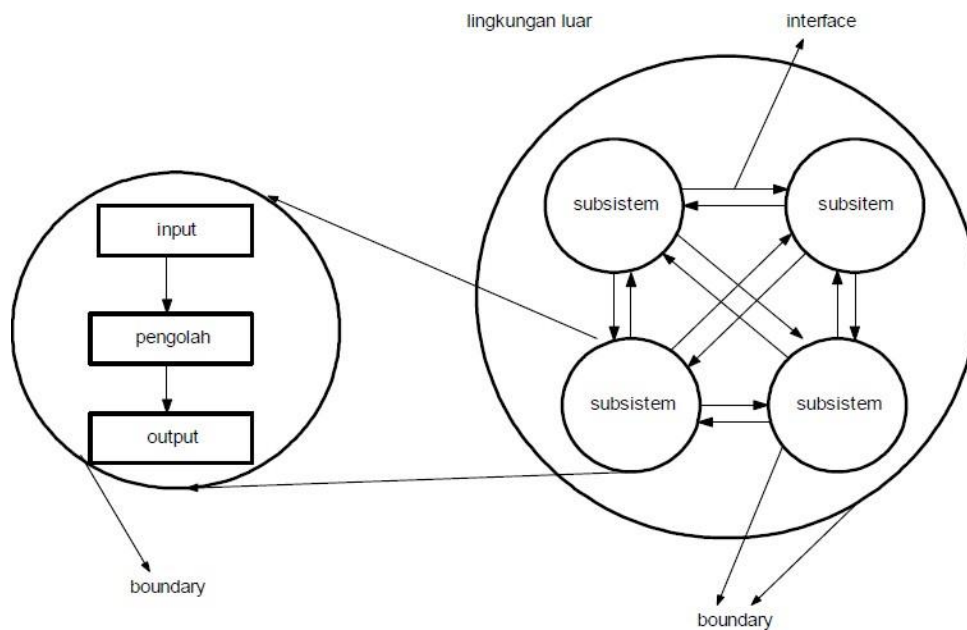 lingkungan luar
interface
subsistem
subsitem
input
pengolah
subsistem
subsistem
output
boundary
boundary